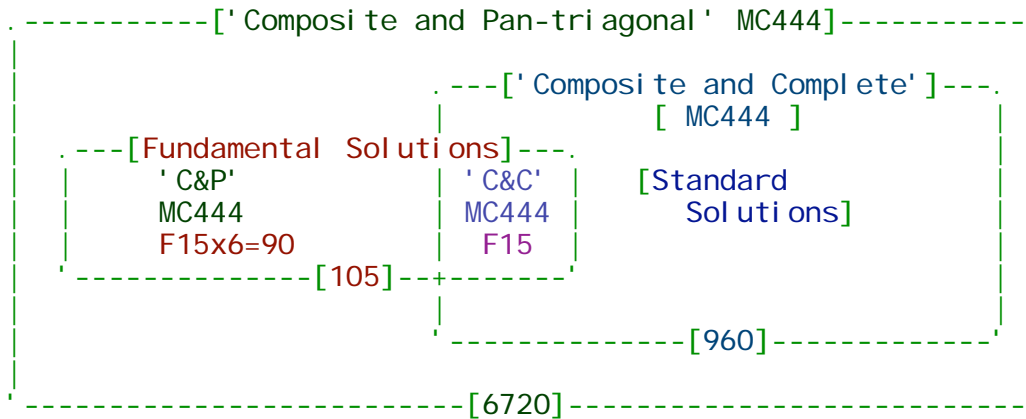 .-----------['Composite and Pan-triagonal' MC444]-----------
.---['Composite and Complete']---.
[ MC444 ]
.---[Fundamental Solutions]---.
'C&P' | 'C&C' | [Standard
MC444 | MC444 | Solutions]
F15x6=90 | F15
'--------------[105]--+-------'
'--------------[960]-------------'
'--------------------------[6720]---------------------------